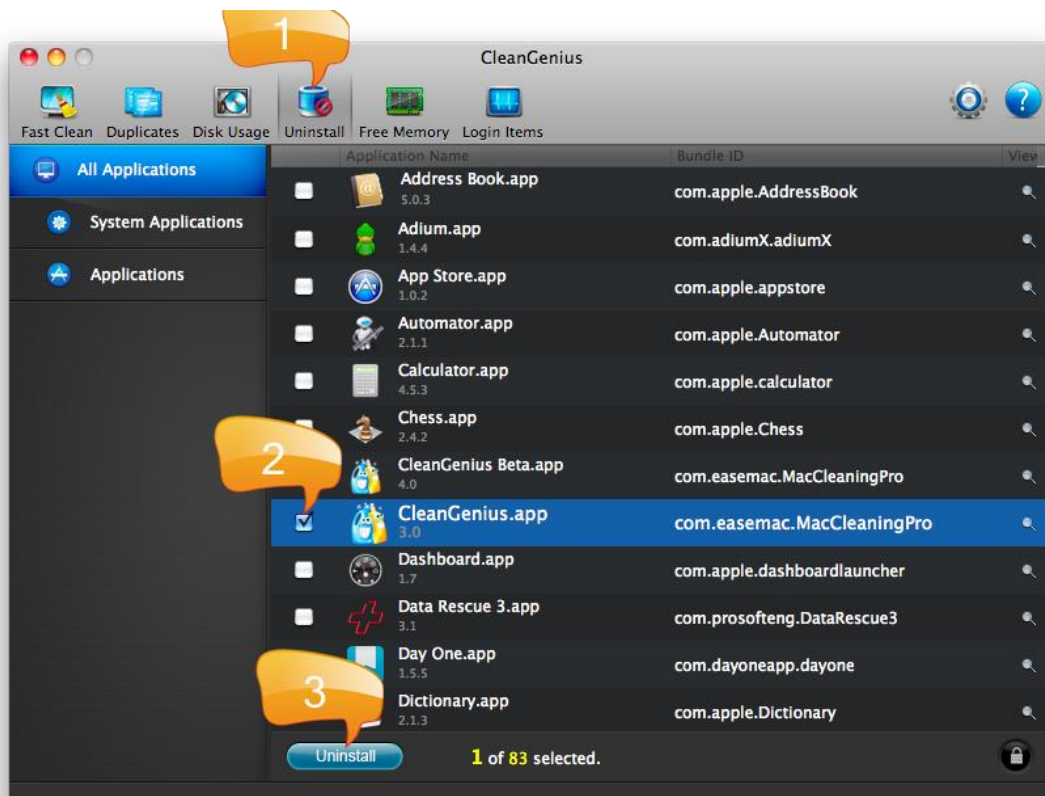 1
CleanGenius
Fast Clean Duplicates Disk Usage Uninstall Free Memory Login Items
?
Application Name Bundle ID View
All Applications
System Applications
Applications
Address Book.app
5.0.3
com.apple.AddressBook
Adium.app
1.4.4
com.adiumX.adiumX
App Store.app
1.0.2
com.apple.appstore
Automator.app
2.1.1
com.apple.Automator
Calculator.app
4.5.3
com.apple.calculator
Chess.app
2.4.2
com.apple.Chess
2
CleanGenius Beta.app
4.0
com.easemac.MacCleaningPro
CleanGenius.app
3.0
com.easemac.MacCleaningPro
Dashboard.app
1.7
com.apple.dashboardlauncher
Data Rescue 3.app
3.1
com.prosofteng.DataRescue3
Day One.app
1.5.5
com.dayoneapp.dayone
3
Dictionary.app
2.1.3
com.apple.Dictionary
Uninstall
1 of 83 selected.